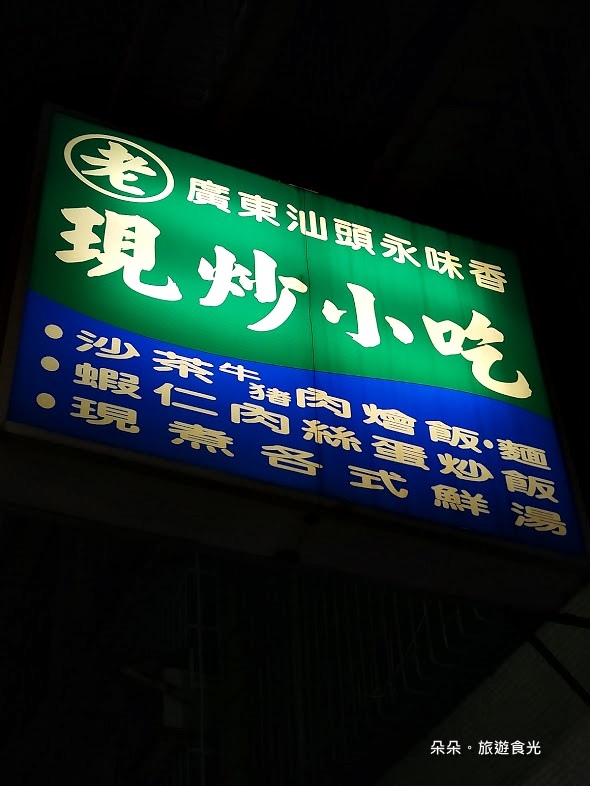 老 廣東汕頭永味香
現炒小吃
•沙茶牛豬肉燴飯•麵
•蝦仁肉絲蛋炒飯
•現煮各式鮮湯
朵朵。旅遊食光